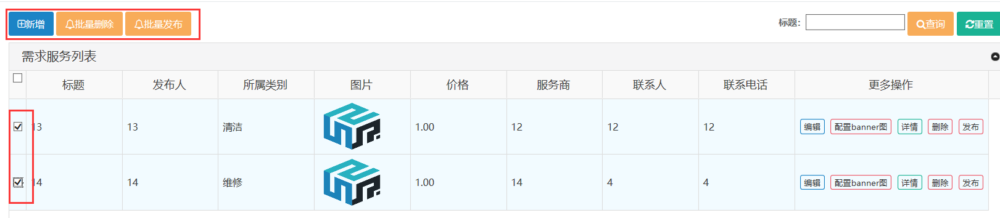 新增 批量删除 批量发布 标题: 查询 重置
需求服务列表
标题 发布人 所属类别 图片 价格 服务商 联系人 联系电话 更多操作
13 13 清洁 1.00 12 12 12 编辑 配置banner图 详情 删除 发布
14 14 维修 1.00 14 4 4 编辑 配置banner图 详情 删除 发布